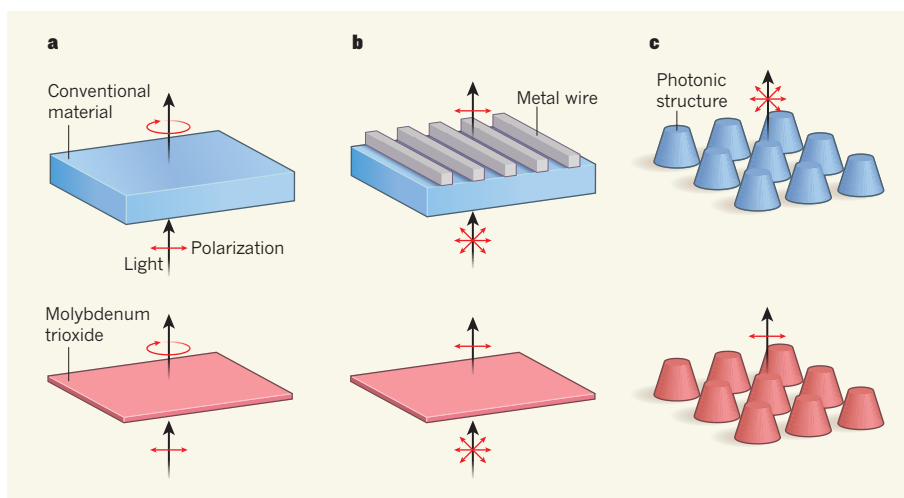 a
b
c
Conventional
material
Metal wire
Photonic
structure
Polarization
Light
Molybdenum
trioxide